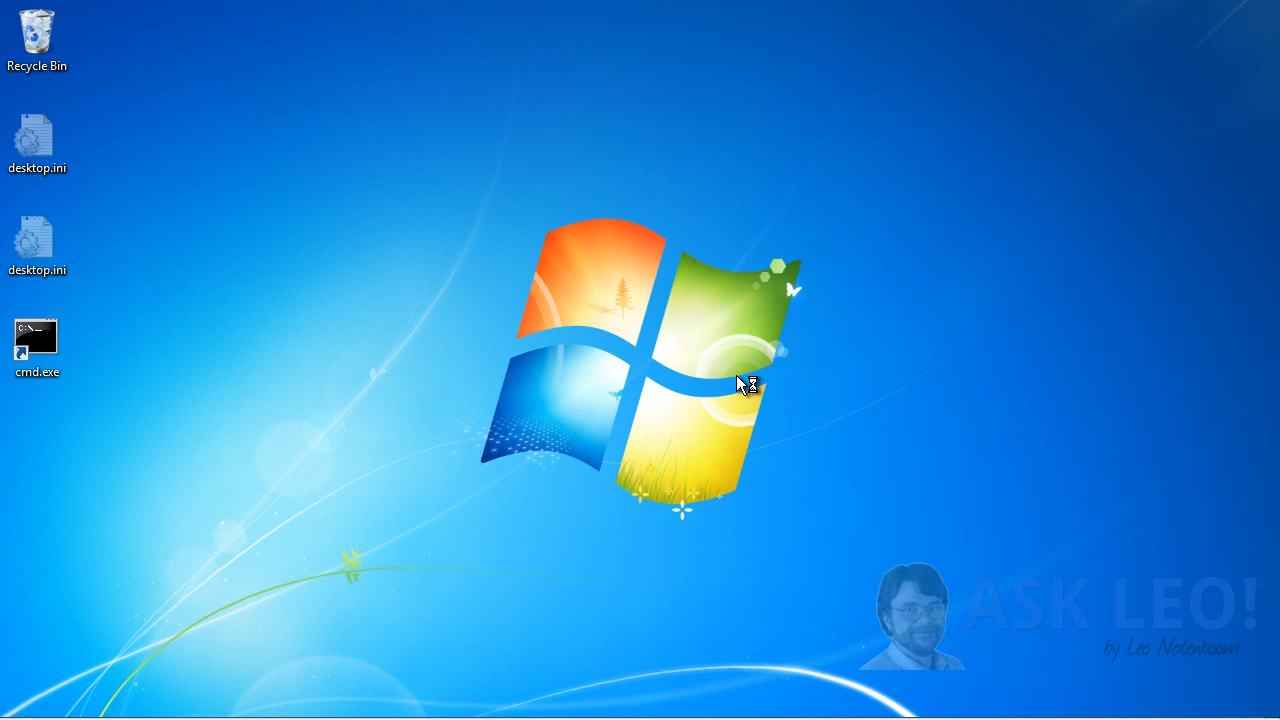 Recycle Bin
desktop.ini
desktop.ini
C:\_
cmd.exe
ASK LEO!
by Leo Notenboom